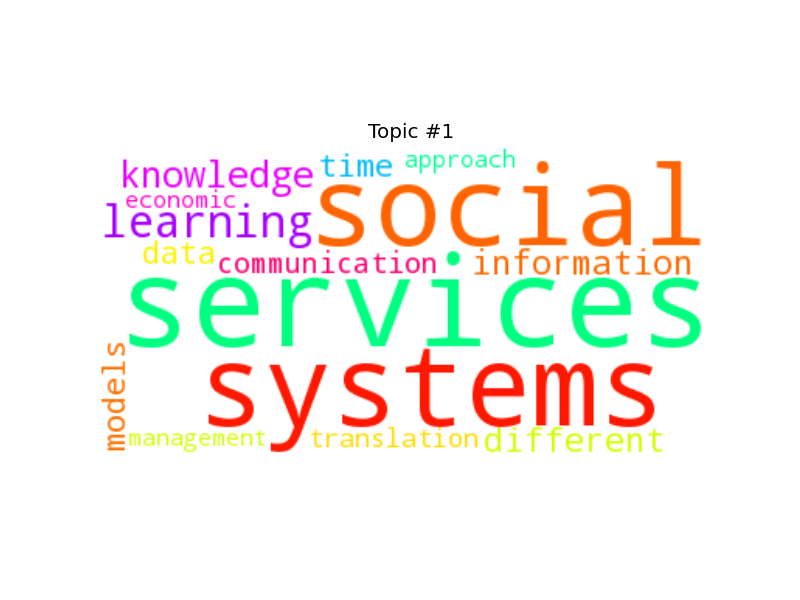 Topic #1
knowledge time approach
social
economic
learning
data communication information
services
systems
models
management translation different